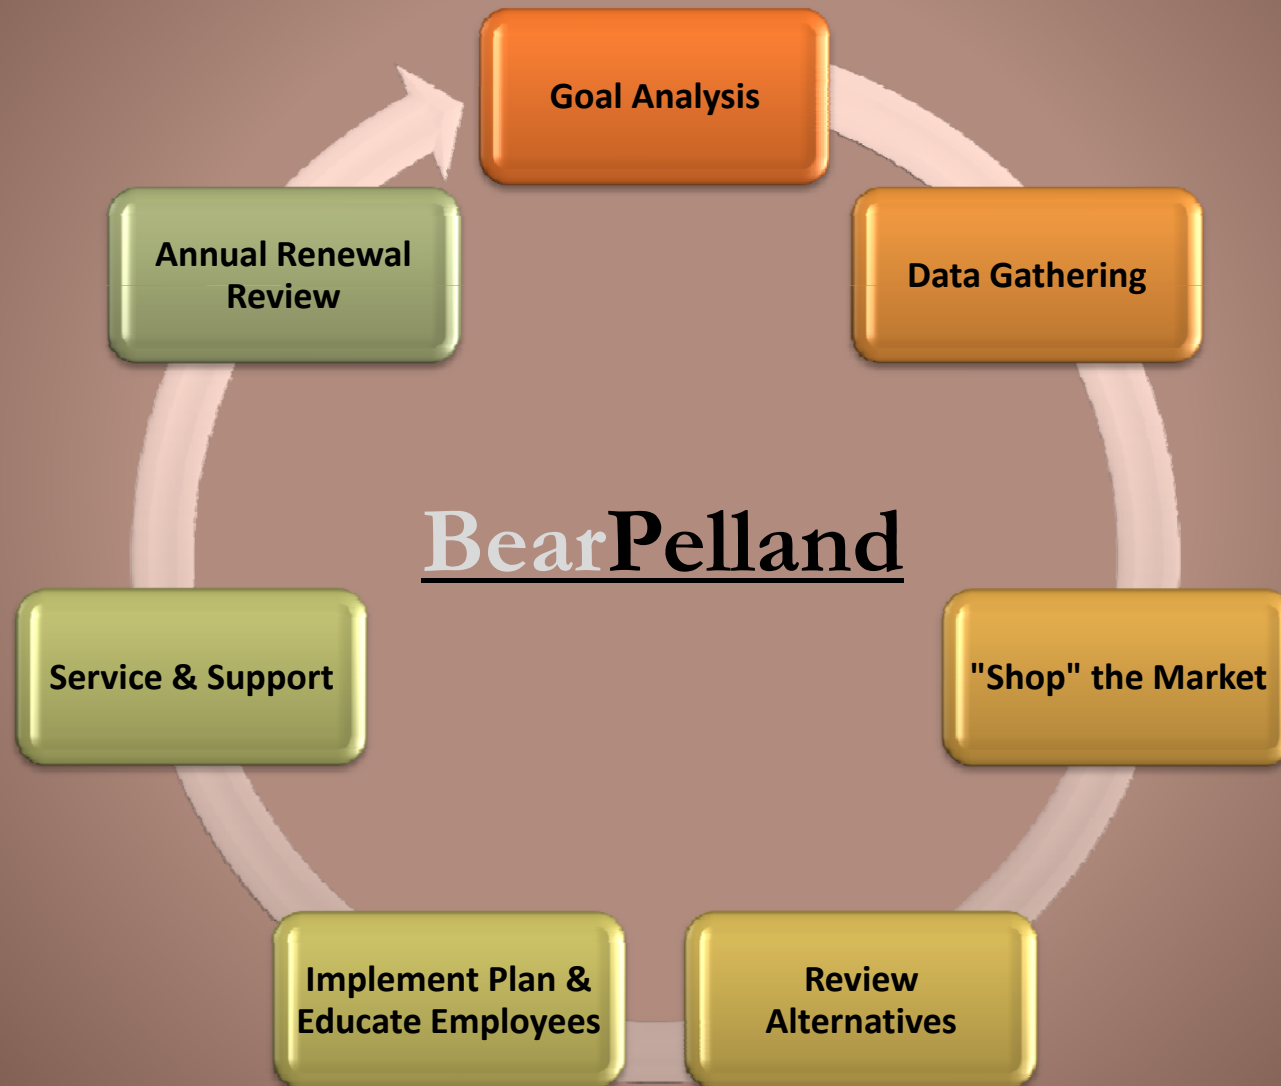 Goal Analysis
Data Gathering
"Shop" the Market
Review
Alternatives
Implement Plan &
Educate Employees
Service & Support
Annual Renewal
Review
BearPelland